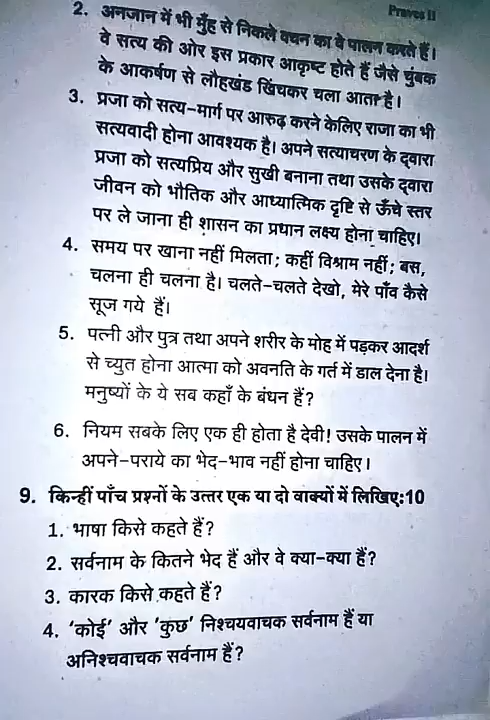 Praves II
2. अनजान में भी मुँह से निकले वचन का वे पालन करते हैं।
वे सत्य की ओर इस प्रकार आकृष्ट होते हैं जैसे चुंबक
के आकर्षण से लौहखंड खिंचकर चला आता है।
3. प्रजा को सत्य-मार्ग पर आरुढ़ करने केलिए राजा का भी
सत्यवादी होना आवश्यक है। अपने सत्याचरण के द्वारा
प्रजा को सत्यप्रिय और सुखी बनाना तथा उसके द्वारा
जीवन को भौतिक और आध्यात्मिक दृष्टि से ऊँचे स्तर
पर ले जाना ही शासन का प्रधान लक्ष्य होना चाहिए।
4. समय पर खाना नहीं मिलता; कहीं विश्राम नहीं; बस,
चलना ही चलना है। चलते-चलते देखो, मेरे पाँव कैसे
सूज गये हैं।
5. पत्नी और पुत्र तथा अपने शरीर के मोह में पड़कर आदर्श
से च्युत होना आत्मा को अवनति के गर्त में डाल देना है।
मनुष्यों के ये सब कहाँ के बंधन हैं?
6. नियम सबके लिए एक ही होता है देवी! उसके पालन में
अपने-पराये का भेद-भाव नहीं होना चाहिए।
9. किन्हीं पाँच प्रश्नों के उत्तर एक या दो वाक्यों में लिखिए:10
1. भाषा किसे कहते हैं?
2. सर्वनाम के कितने भेद हैं और वे क्या-क्या हैं?
3. कारक किसे कहते हैं?
4. 'कोई' और 'कुछ' निश्चयवाचक सर्वनाम हैं या
अनिश्चवाचक सर्वनाम हैं?